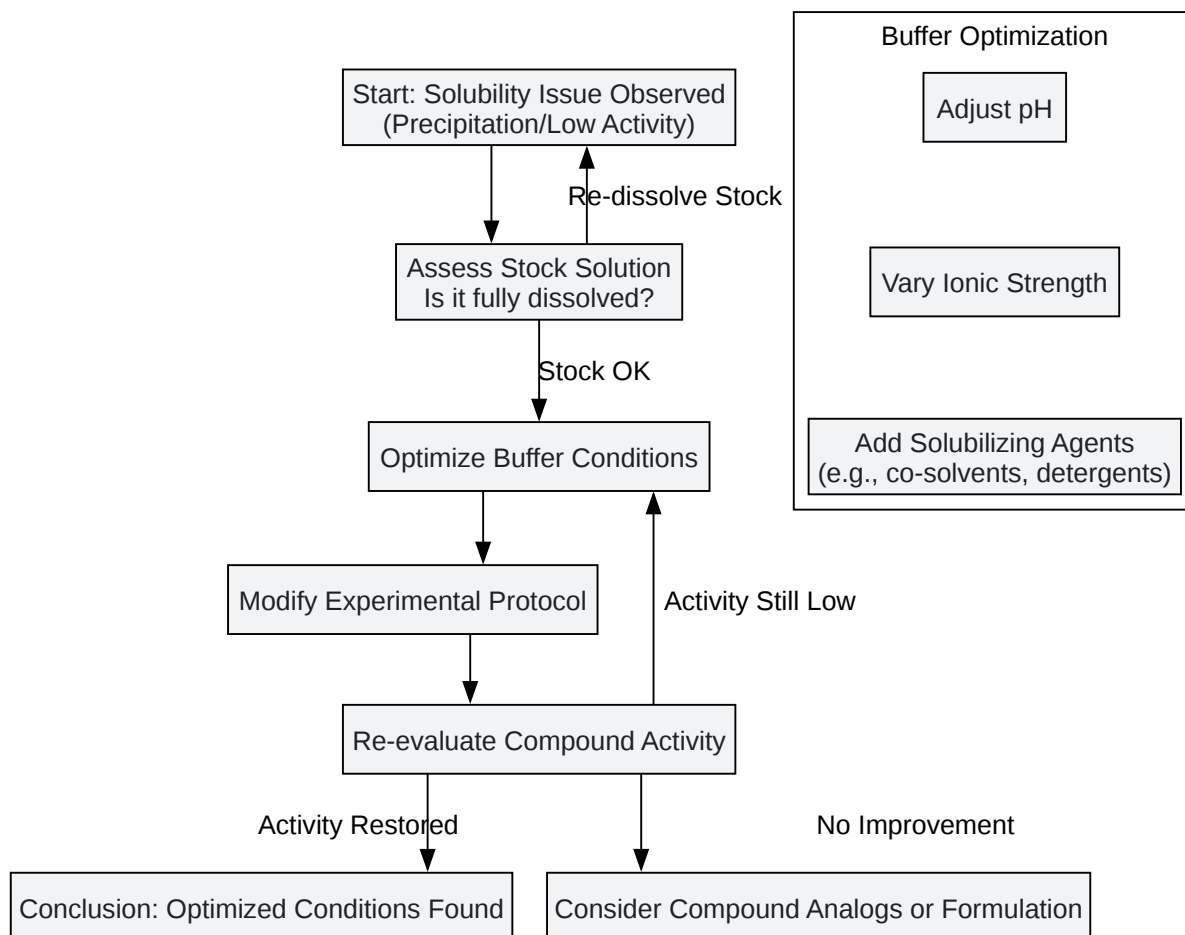 Buffer Optimization
Start: Solubility Issue Observed
(Precipitation/Low Activity)
Adjust pH
Re-dissolve Stock
Assess Stock Solution
Is it fully dissolved?
Vary Ionic Strength
Stock OK
Optimize Buffer Conditions
Add Solubilizing Agents
(e.g., co-solvents, detergents)
Modify Experimental Protocol
Activity Still Low
Re-evaluate Compound Activity
Activity Restored
No Improvement
Conclusion: Optimized Conditions Found
Consider Compound Analogs or Formulation